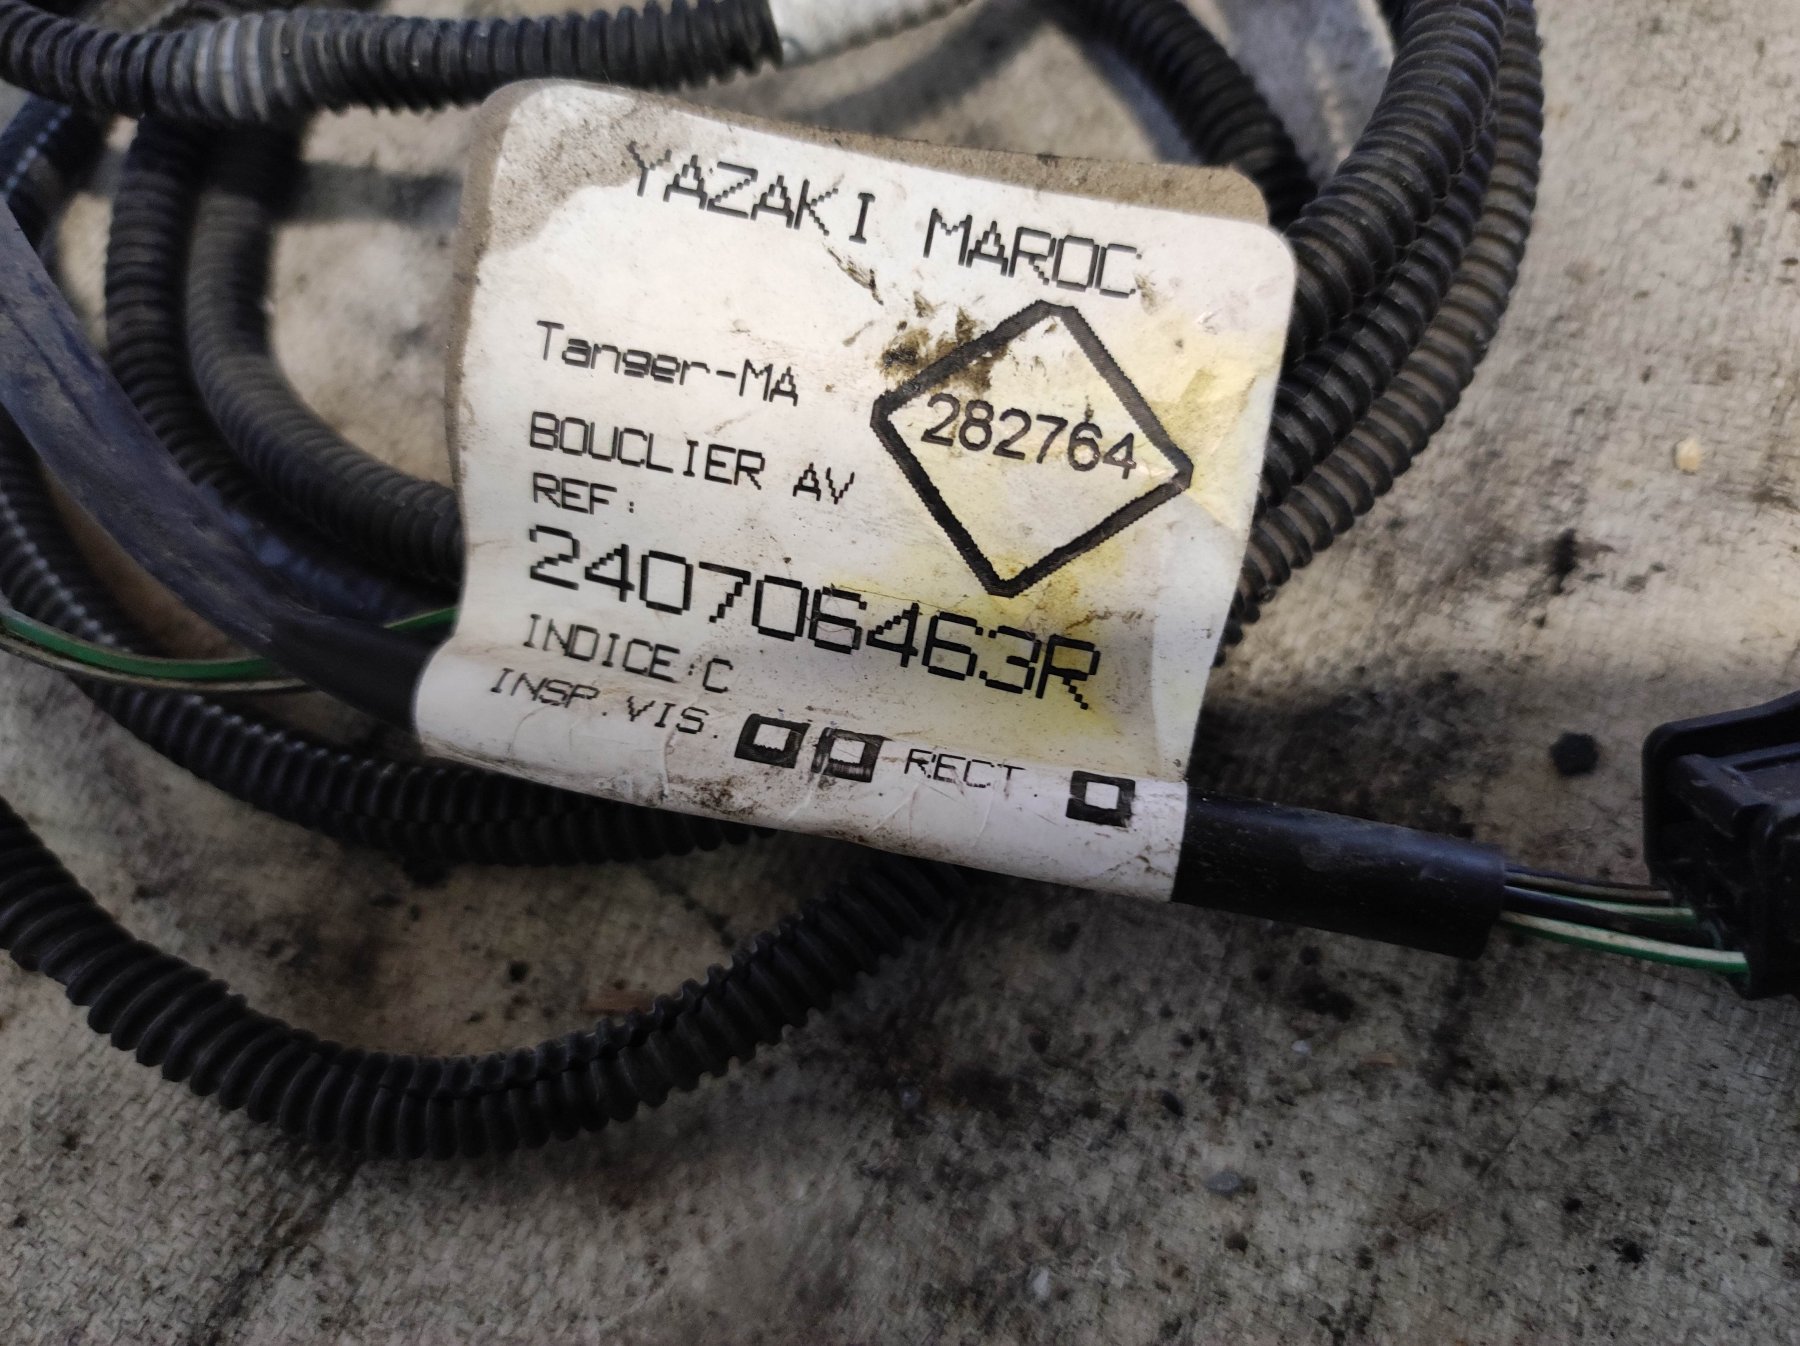 YAZAKI MAROC
Tanger-MA
282764
BOUCLIER AV
REF:
240706463R
INDICE:C
INSP.VIS. RECT